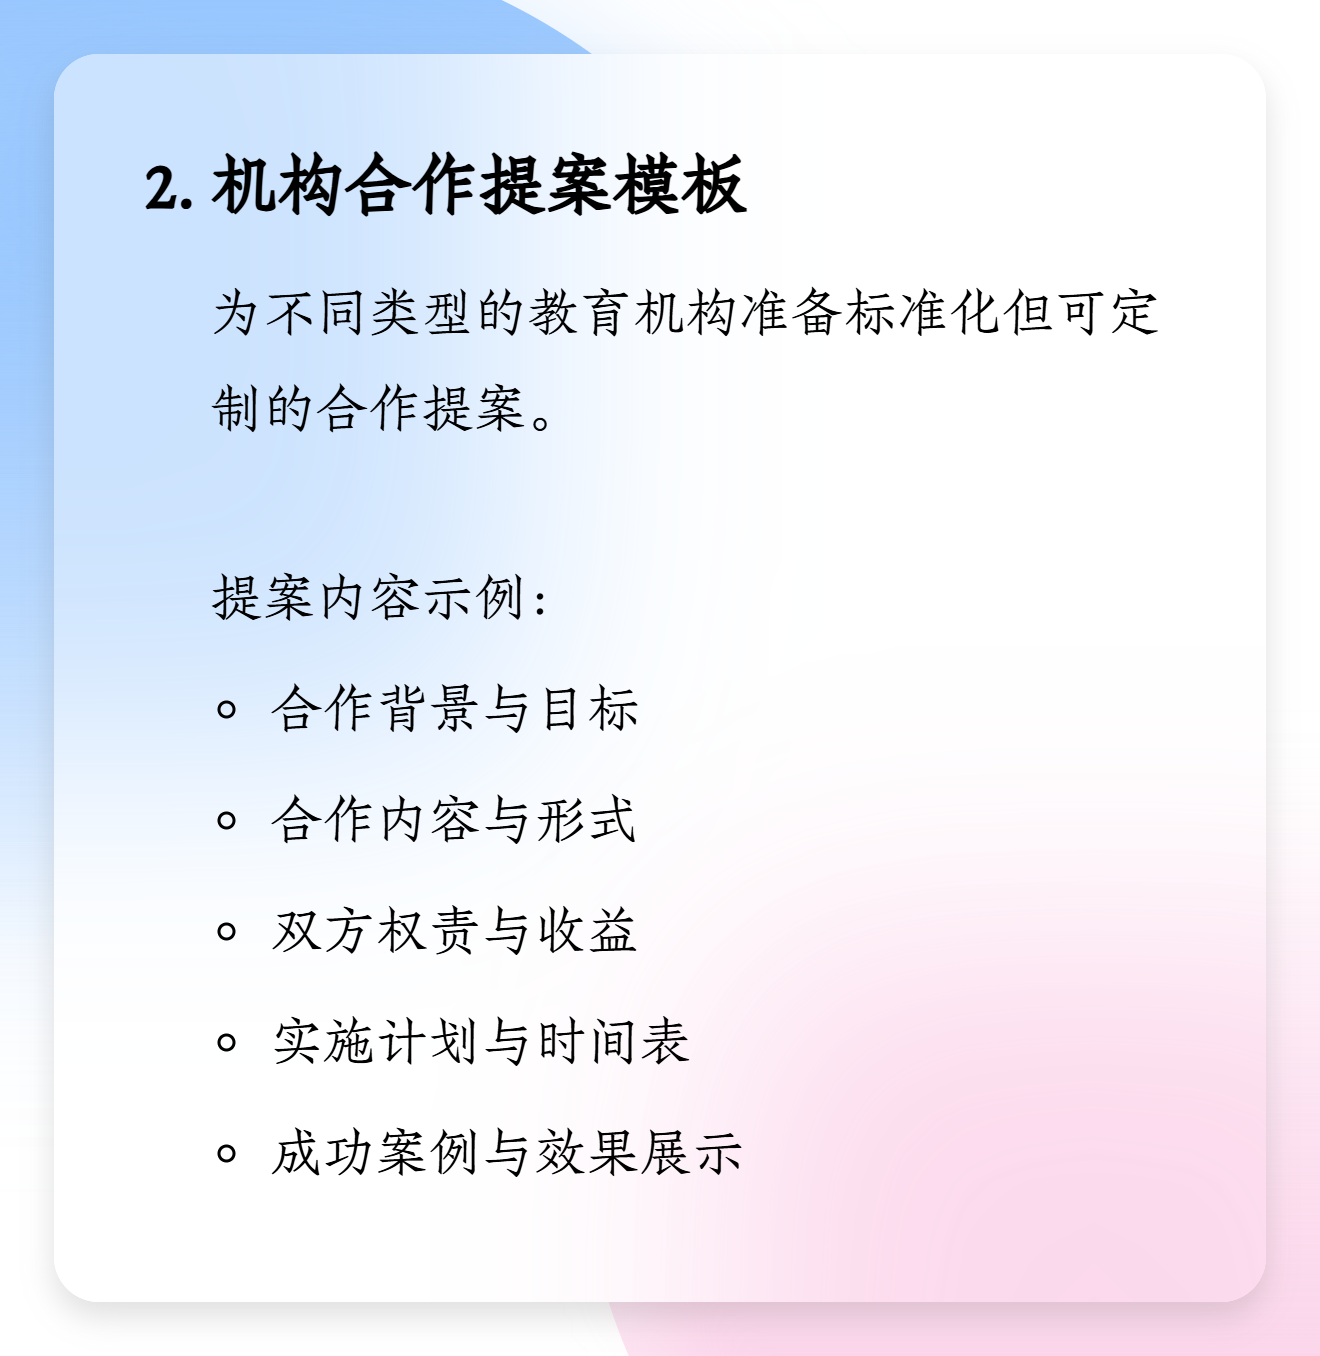 2. 机构合作提案模板
为不同类型的教育机构准备标准化但可定
制的合作提案。
提案内容示例：
合作背景与目标
合作内容与形式
双方权责与收益
实施计划与时间表
成功案例与效果展示